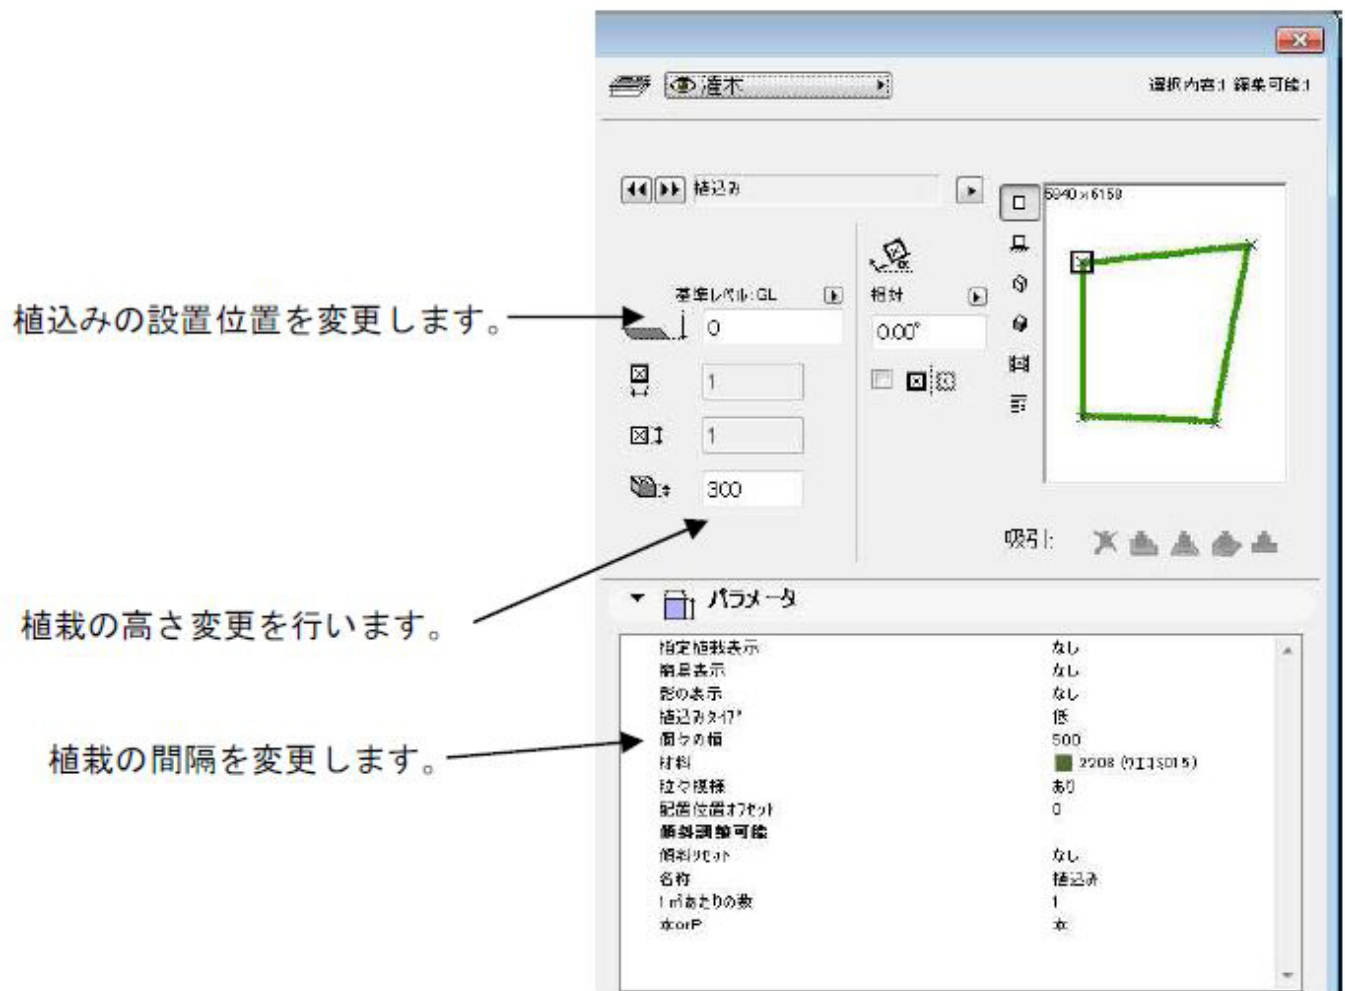 灌木
選択内容:1 編集可能:1
植込み
5940 x 6159
植込みの設置位置を変更します。
基準レベル:GL
0
相対
0.00°
1
1
300
吸引:
植栽の高さ変更を行います。
パラメータ
指定植栽表示 なし
簡易表示 なし
影の表示 なし
植込みタイプ 低
植栽の間隔を変更します。
個々の幅 500
材料 2208
粒々模様 あり
配置位置オフセット 0
傾斜調整可能
傾斜リセット なし
名称 植込み
1㎡あたりの数 1
本orP 本